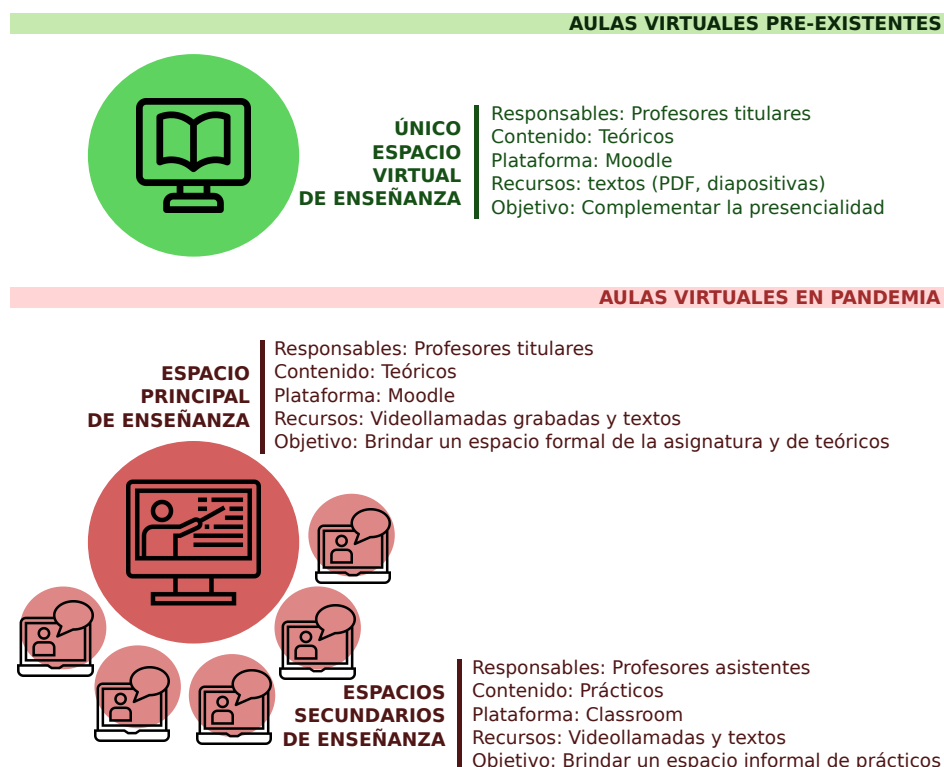 AULAS VIRTUALES PRE-EXISTENTES
ÚNICO
ESPACIO
VIRTUAL
DE ENSEÑANZA
Responsables: Profesores titulares
Contenido: Teóricos
Plataforma: Moodle
Recursos: textos (PDF, diapositivas)
Objetivo: Complementar la presencialidad
AULAS VIRTUALES EN PANDEMIA
ESPACIO
PRINCIPAL
DE ENSEÑANZA
Responsables: Profesores titulares
Contenido: Teóricos
Plataforma: Moodle
Recursos: Videollamadas grabadas y textos
Objetivo: Brindar un espacio formal de la asignatura y de teóricos
ESPACIOS
SECUNDARIOS
DE ENSEÑANZA
Responsables: Profesores asistentes
Contenido: Prácticos
Plataforma: Classroom
Recursos: Videollamadas y textos
Objetivo: Brindar un espacio informal de prácticos